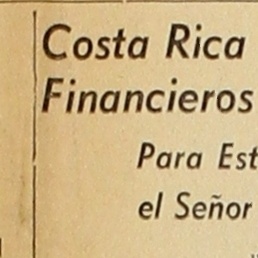 Costa Rica
Financieros
Para Est
el Señor